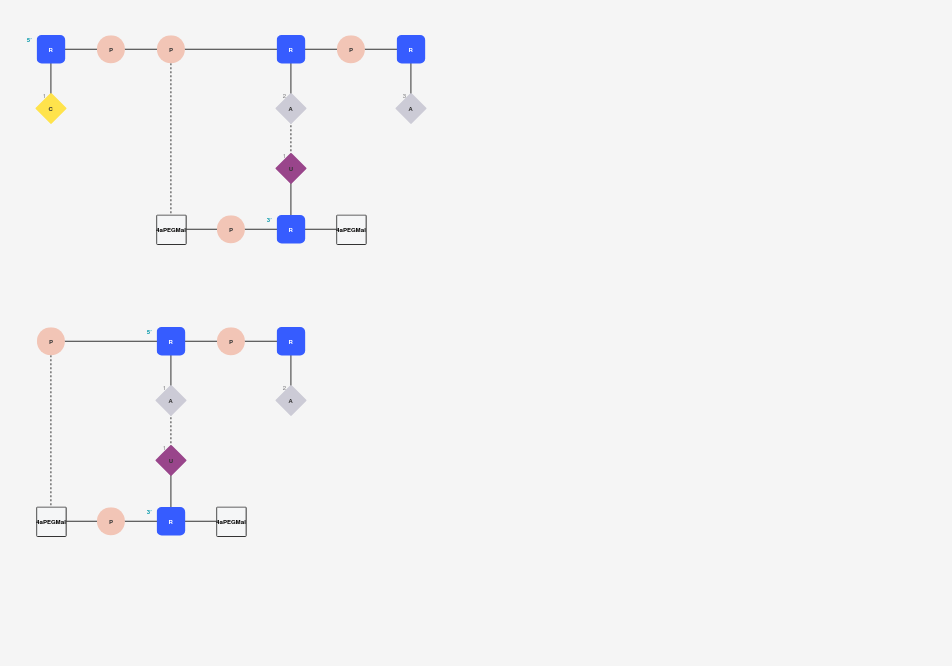 5' R P P R P R
1 C 2 A 3 A
1 U
4aPEGMal P 3' R 4aPEGMal
P 5' R P R
1 A 2 A
1 U
4aPEGMal P 3' R 4aPEGMal